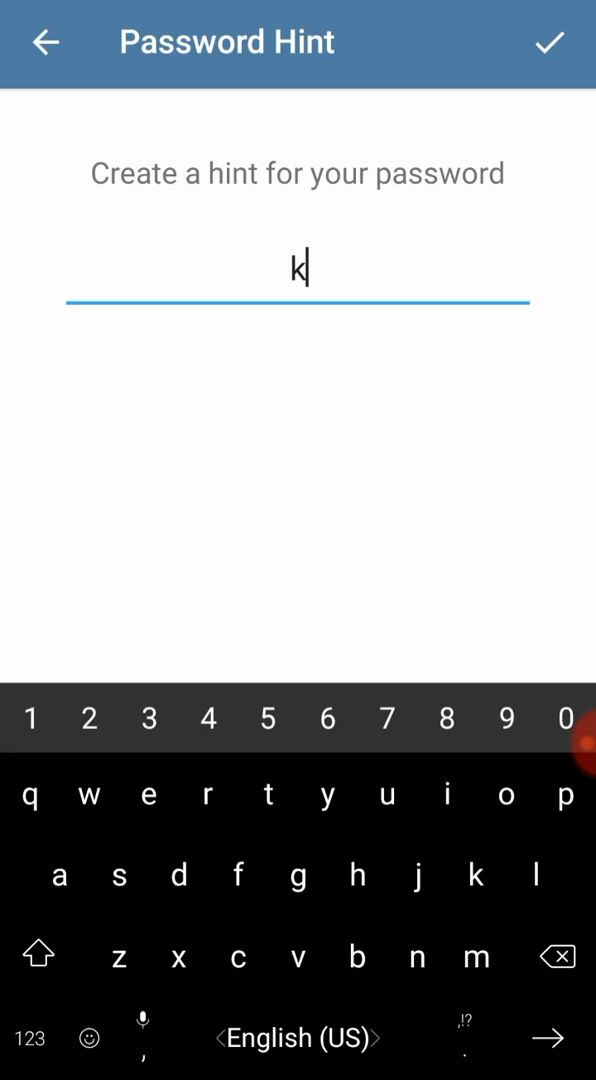 Password Hint
Create a hint for your password
k
1 2 3 4 5 6 7 8 9 0
q w e r t y u i o p
a s d f g h j k l
z x c v b n m
,!?
123 , <English (US)> .